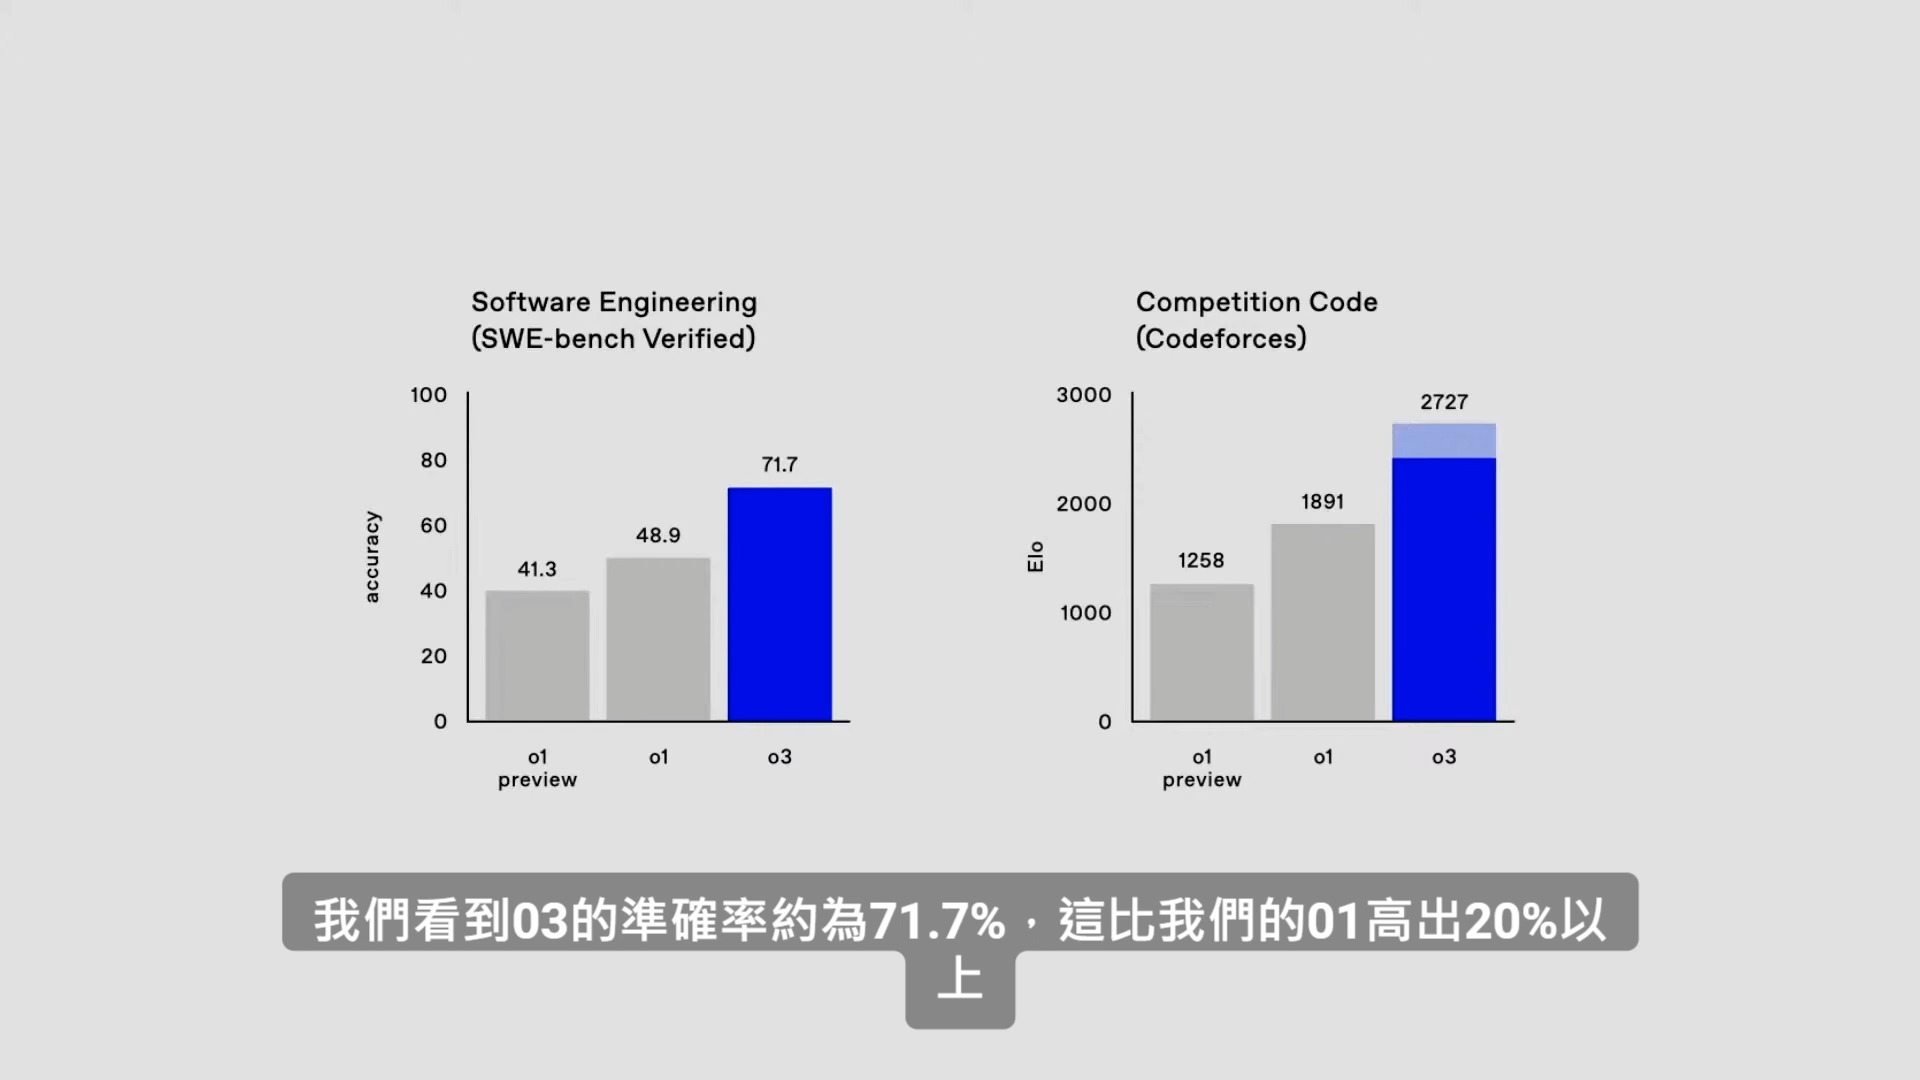 Software Engineering
(SWE-bench Verified)
100
80
60
40
20
0
accuracy
41.3
48.9
71.7
o1
preview
o1
o3
Competition Code
(Codeforces)
3000
2000
1000
0
Elo
1258
1891
2727
o1
preview
o1
o3
我們看到03的準確率約為71.7%，這比我們的01高出20%以
上